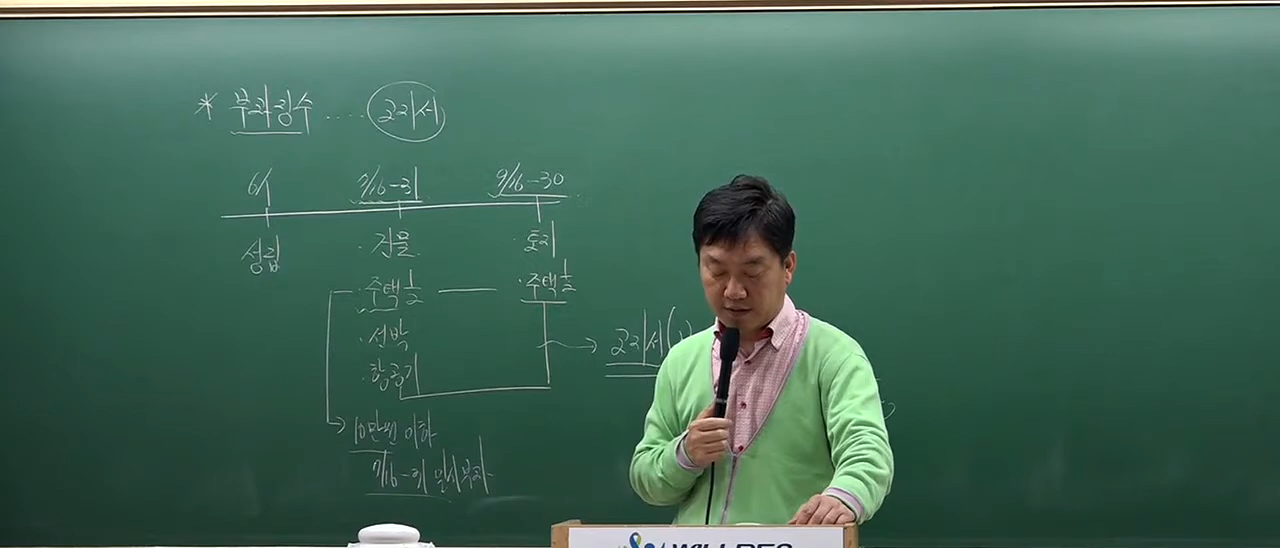 * 부과징수 ..... 고지서
6/1 7/16-31 9/16-30
성립 · 건물 · 토지
· 주택 1/2 — · 주택 1/2
· 선박
→ 고지서(
· 항공기
→ 10만원 이하
7/16-31 일시부과
WILLBES